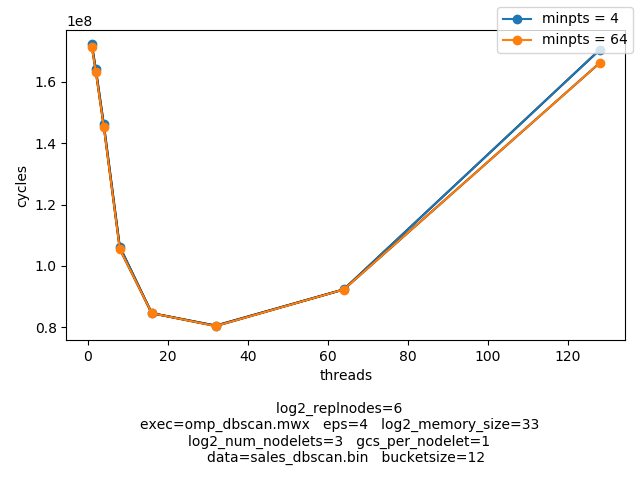 1e8
minpts = 4
minpts = 64
1.6
1.4
1.2
1.0
0.8
cycles
0 20 40 60 80 100 120
threads
log2_replnodes=6
exec=omp_dbscan.mwx eps=4 log2_memory_size=33
log2_num_nodelets=3 gcs_per_nodelet=1
data=sales_dbscan.bin bucketsize=12